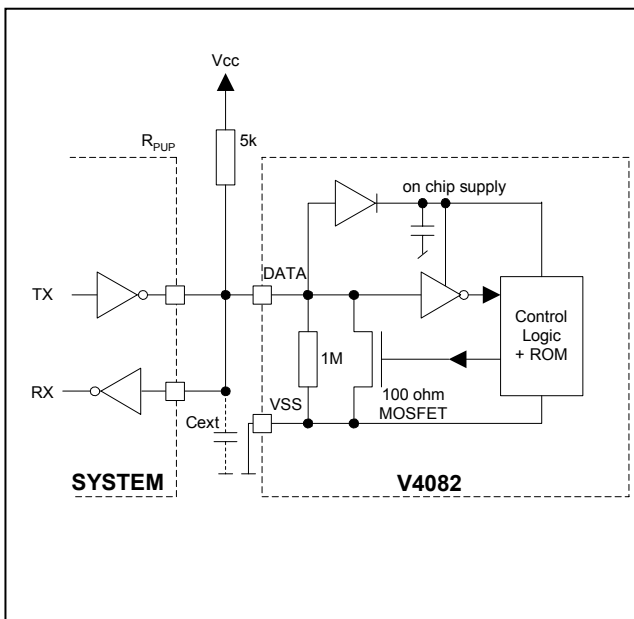 Vcc
R_PUP
5k
on chip supply
DATA
TX
Control
Logic
+ ROM
1M
RX
VSS
100 ohm
MOSFET
Cext
SYSTEM
V4082